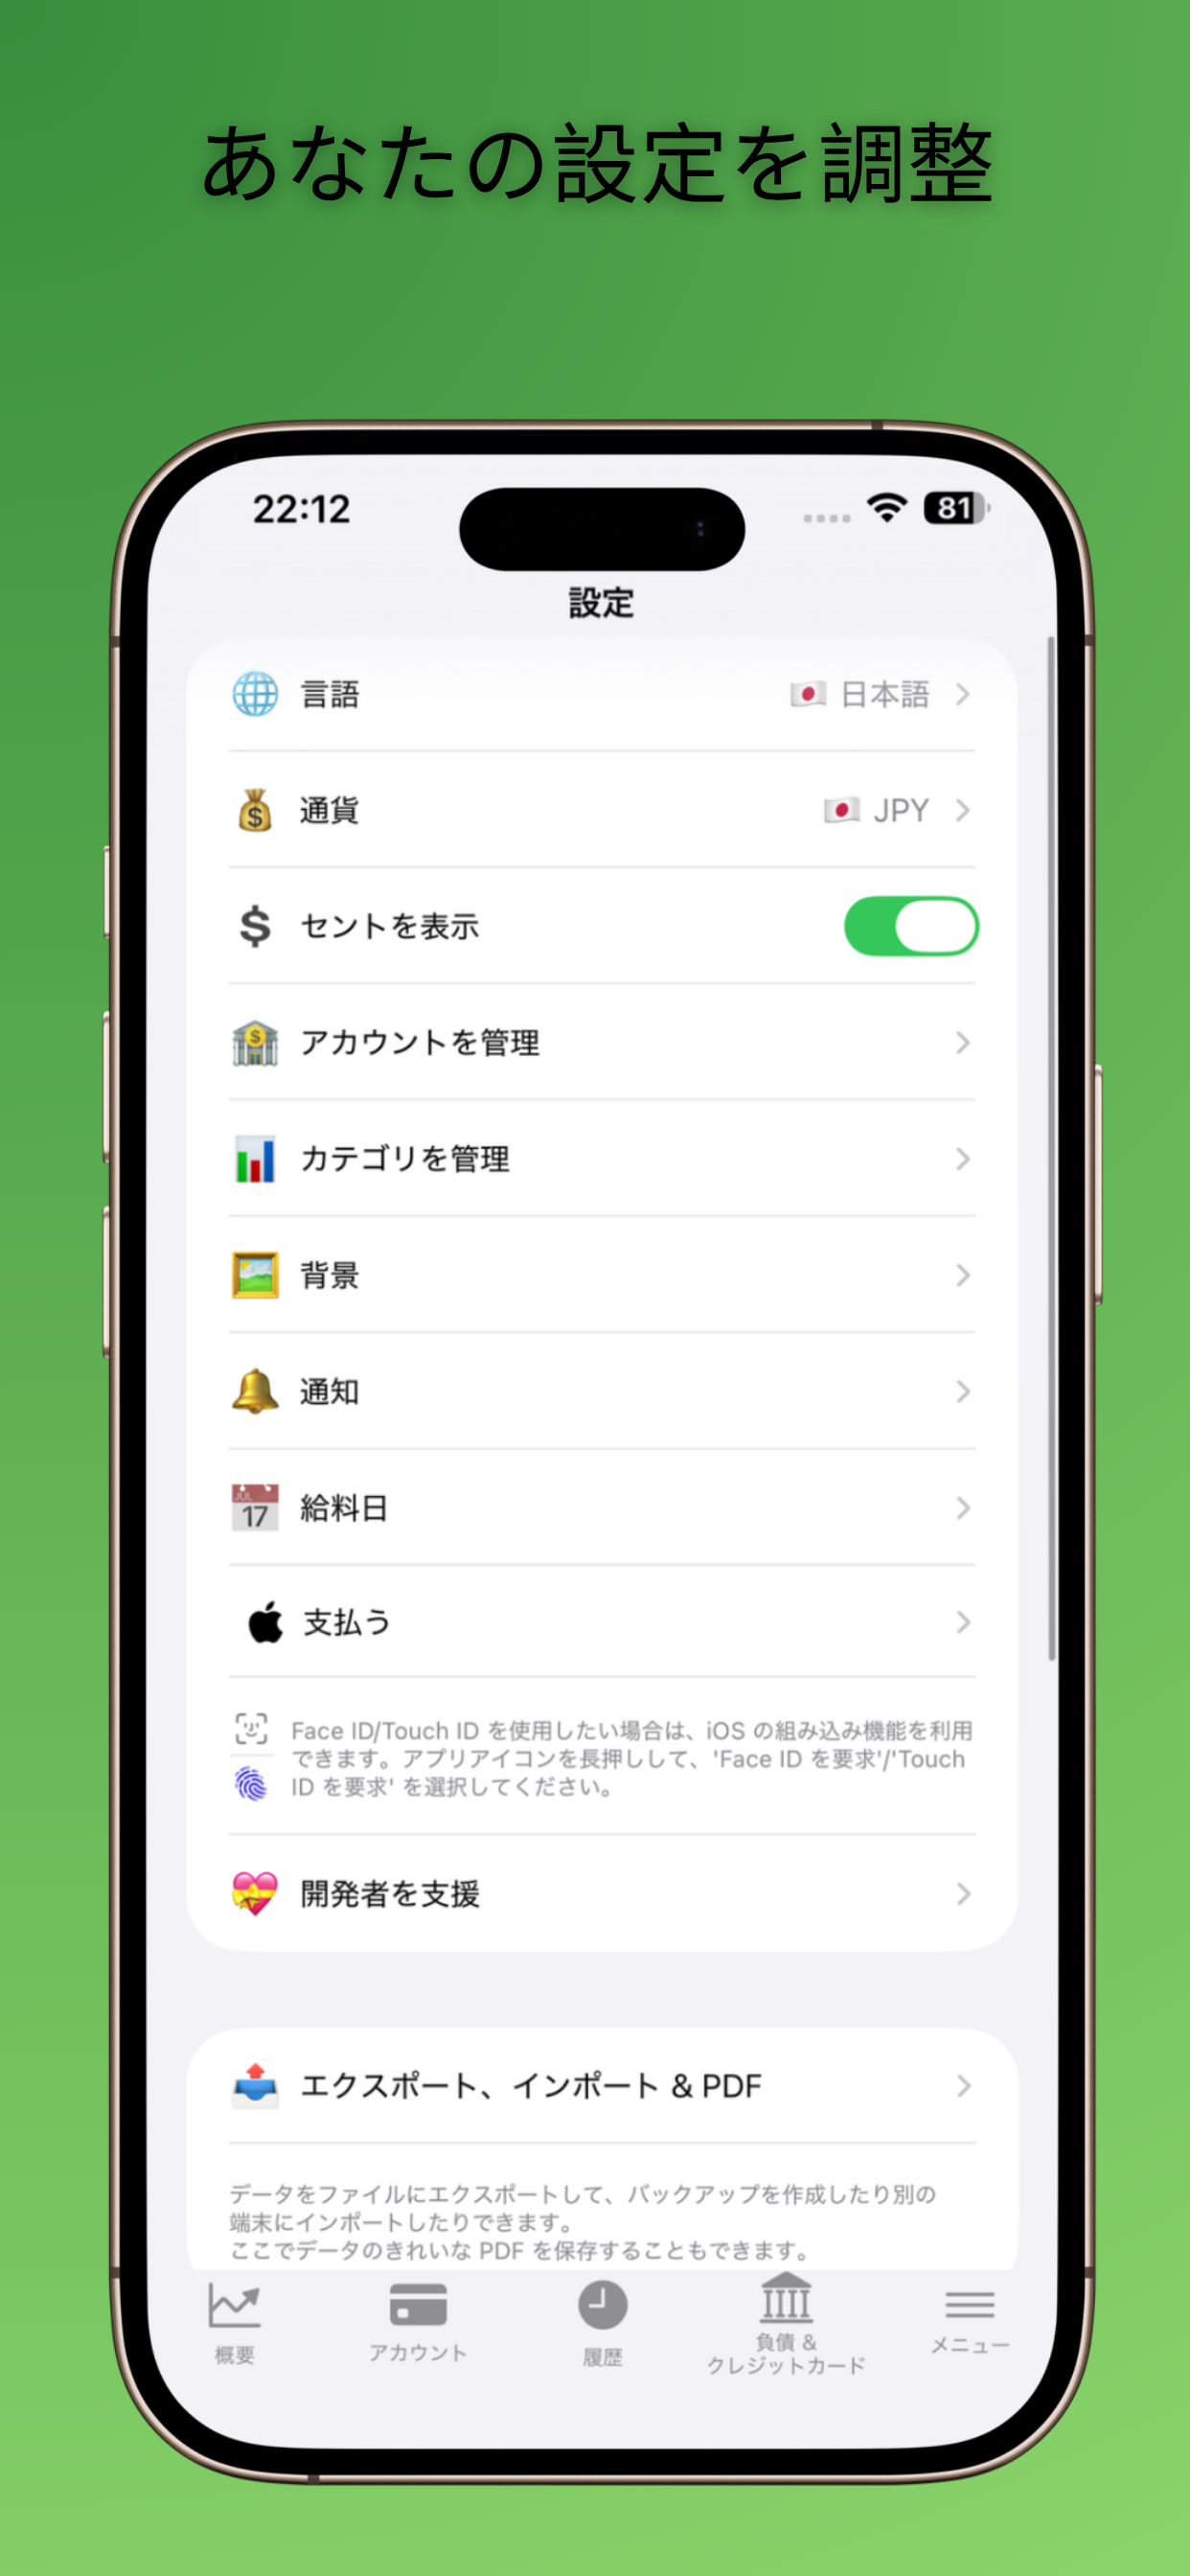 あなたの設定を調整
22:12
81
設定
言語
日本語
通貨
JPY
セントを表示
アカウントを管理
カテゴリを管理
背景
通知
JUL
17
給料日
支払う
Face ID/Touch ID を使用したい場合は、iOS の組み込み機能を利用
できます。アプリアイコンを長押しして、'Face ID を要求'/'Touch
ID を要求' を選択してください。
開発者を支援
エクスポート、インポート & PDF
データをファイルにエクスポートして、バックアップを作成したり別の
端末にインポートしたりできます。
ここでデータのきれいな PDF を保存することもできます。
概要
アカウント
履歴
負債 &
クレジットカード
メニュー